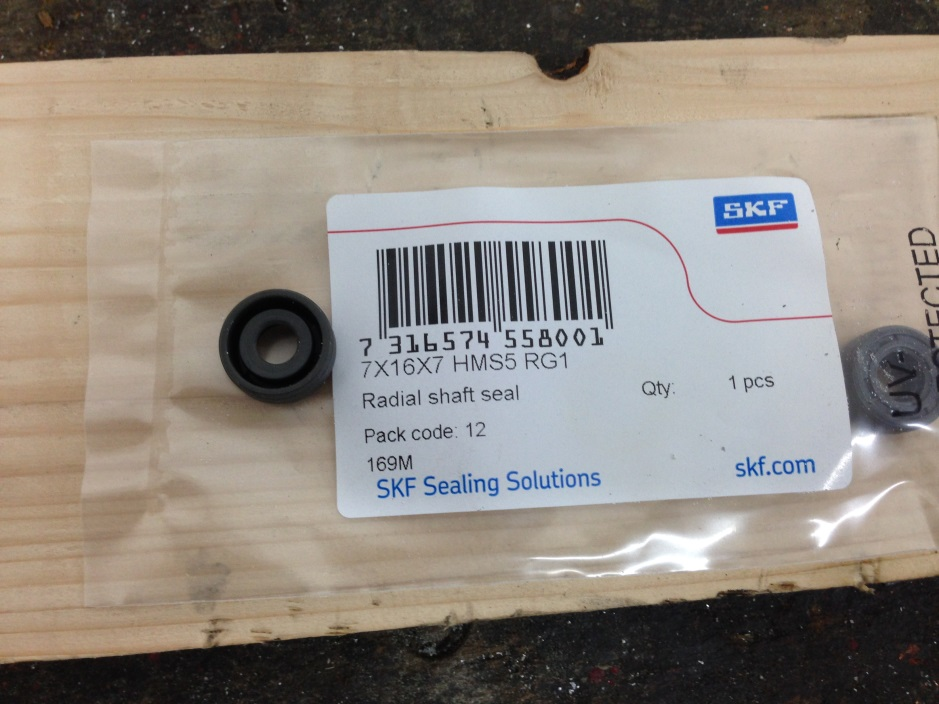 SKF
7 316574 558001
7X16X7 HMS5 RG1
Radial shaft seal
Qty: 1 pcs
Pack code: 12
169M
SKF Sealing Solutions
skf.com
UV-